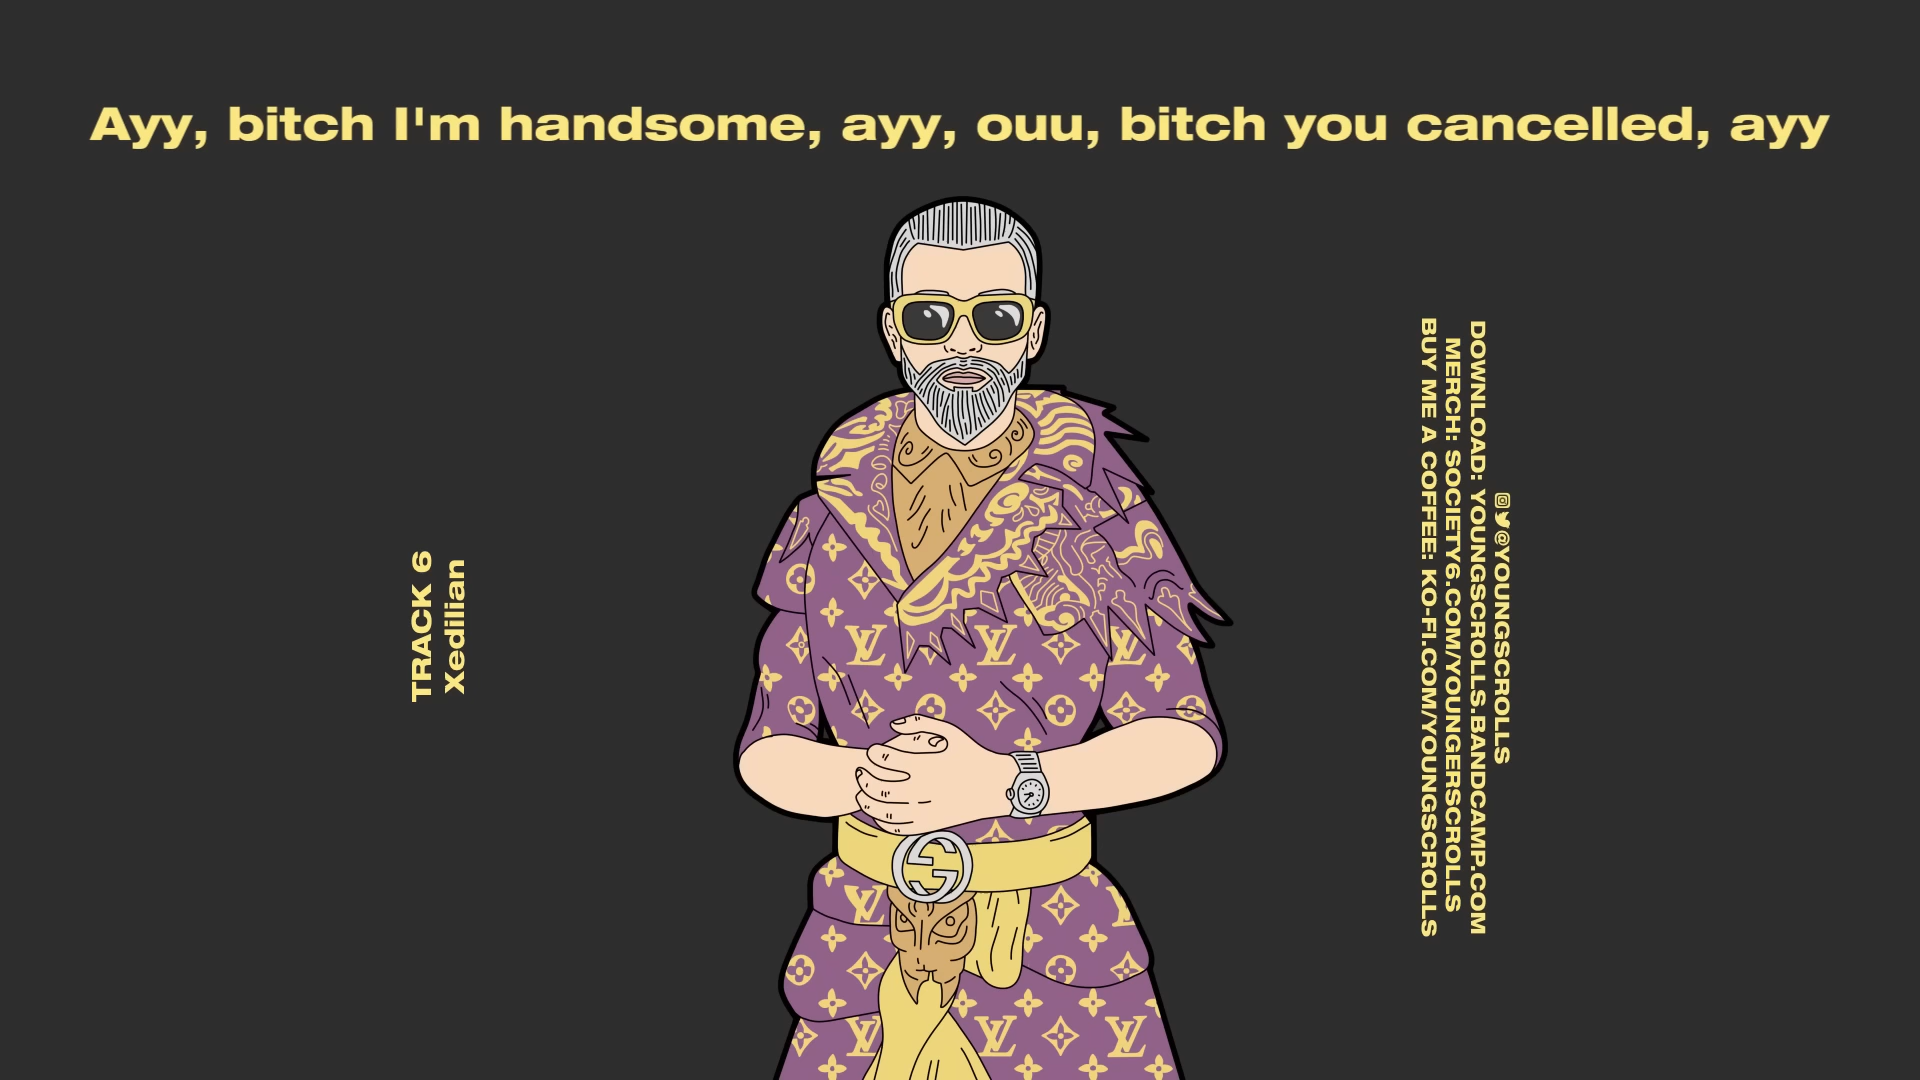 Ayy, bitch I'm handsome, ayy, ouu, bitch you cancelled, ayy
TRACK 6
Xedilian
@YOUNGSCROLLS
DOWNLOAD: YOUNGSCROLLS.BANDCAMP.COM
MERCH: SOCIETY6.COM/YOUNGERSCROLLS
BUY ME A COFFEE: KO-FI.COM/YOUNGSCROLLS